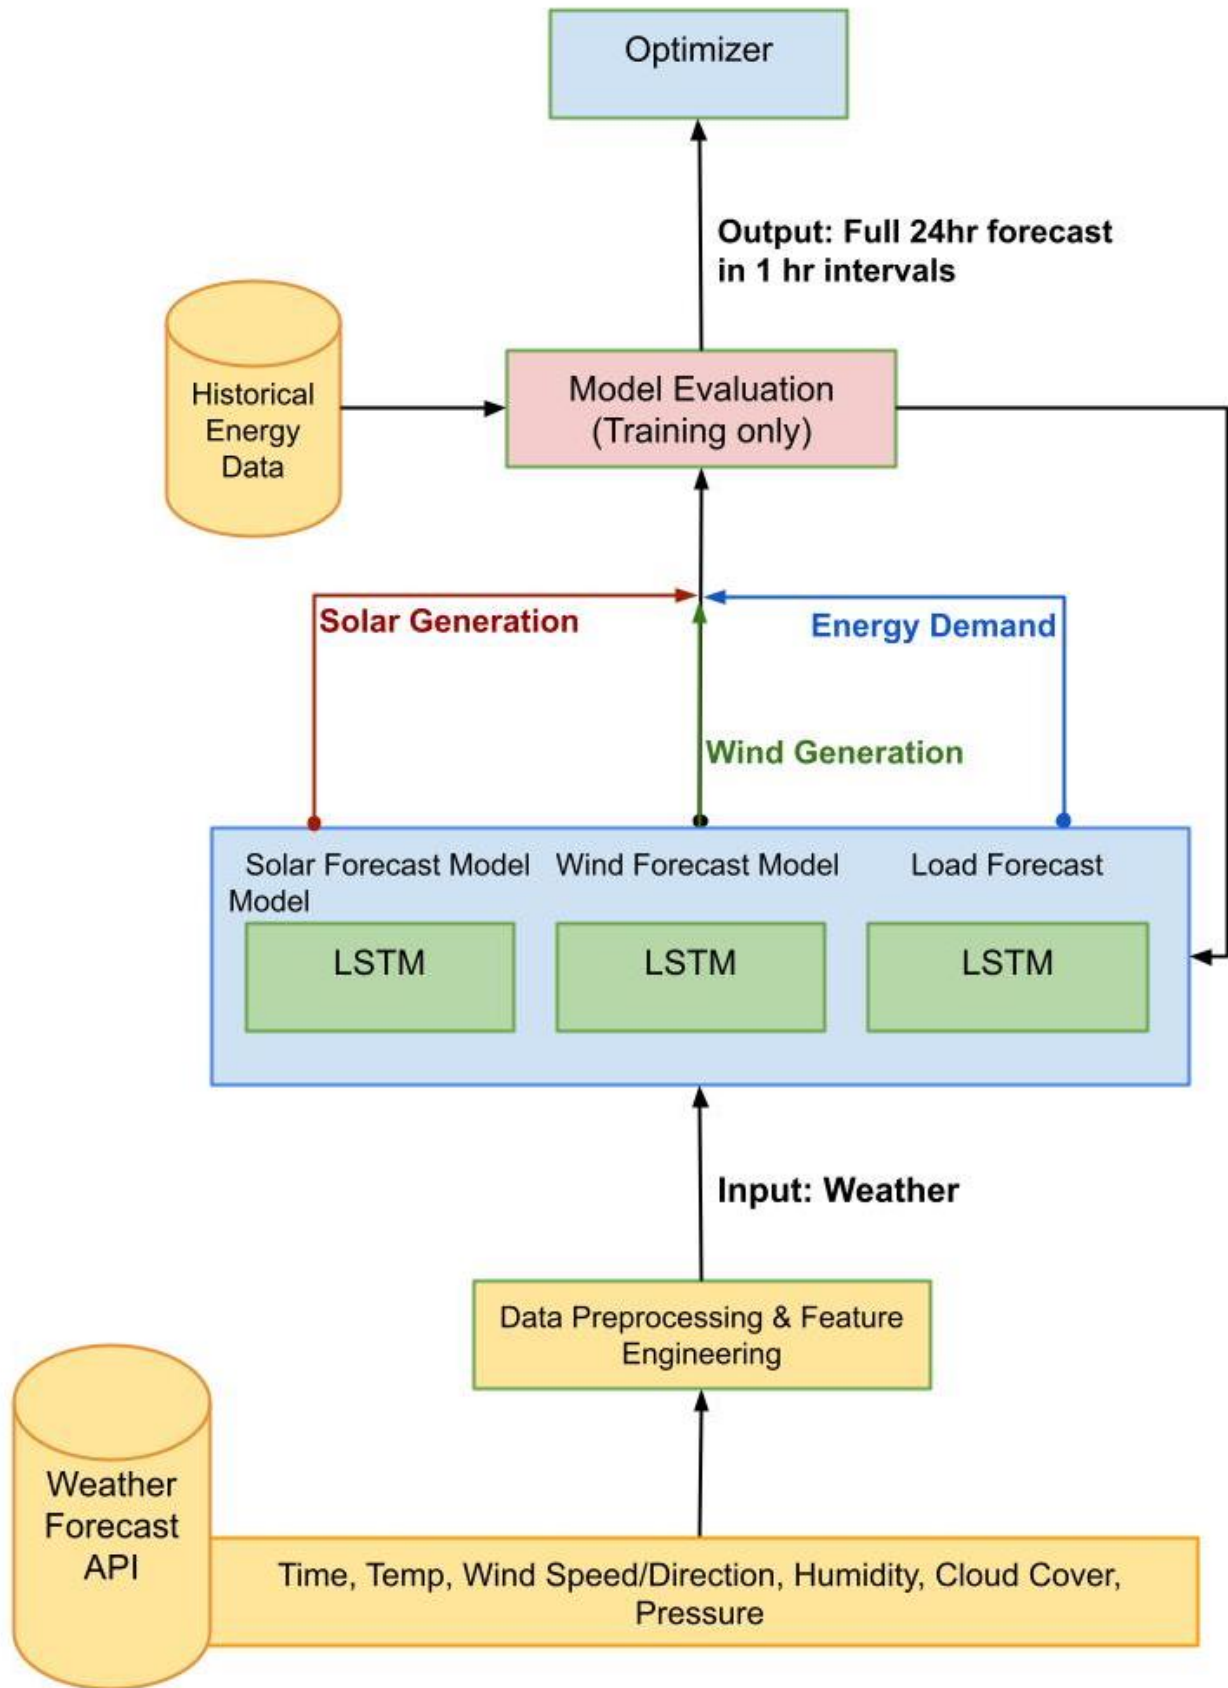 Optimizer
Output: Full 24hr forecast
in 1 hr intervals
Historical
Energy
Data
Model Evaluation
(Training only)
Solar Generation
Energy Demand
Wind Generation
Solar Forecast Model Wind Forecast Model Load Forecast
Model
LSTM LSTM LSTM
Input: Weather
Data Preprocessing & Feature
Engineering
Weather
Forecast
API
Time, Temp, Wind Speed/Direction, Humidity, Cloud Cover,
Pressure